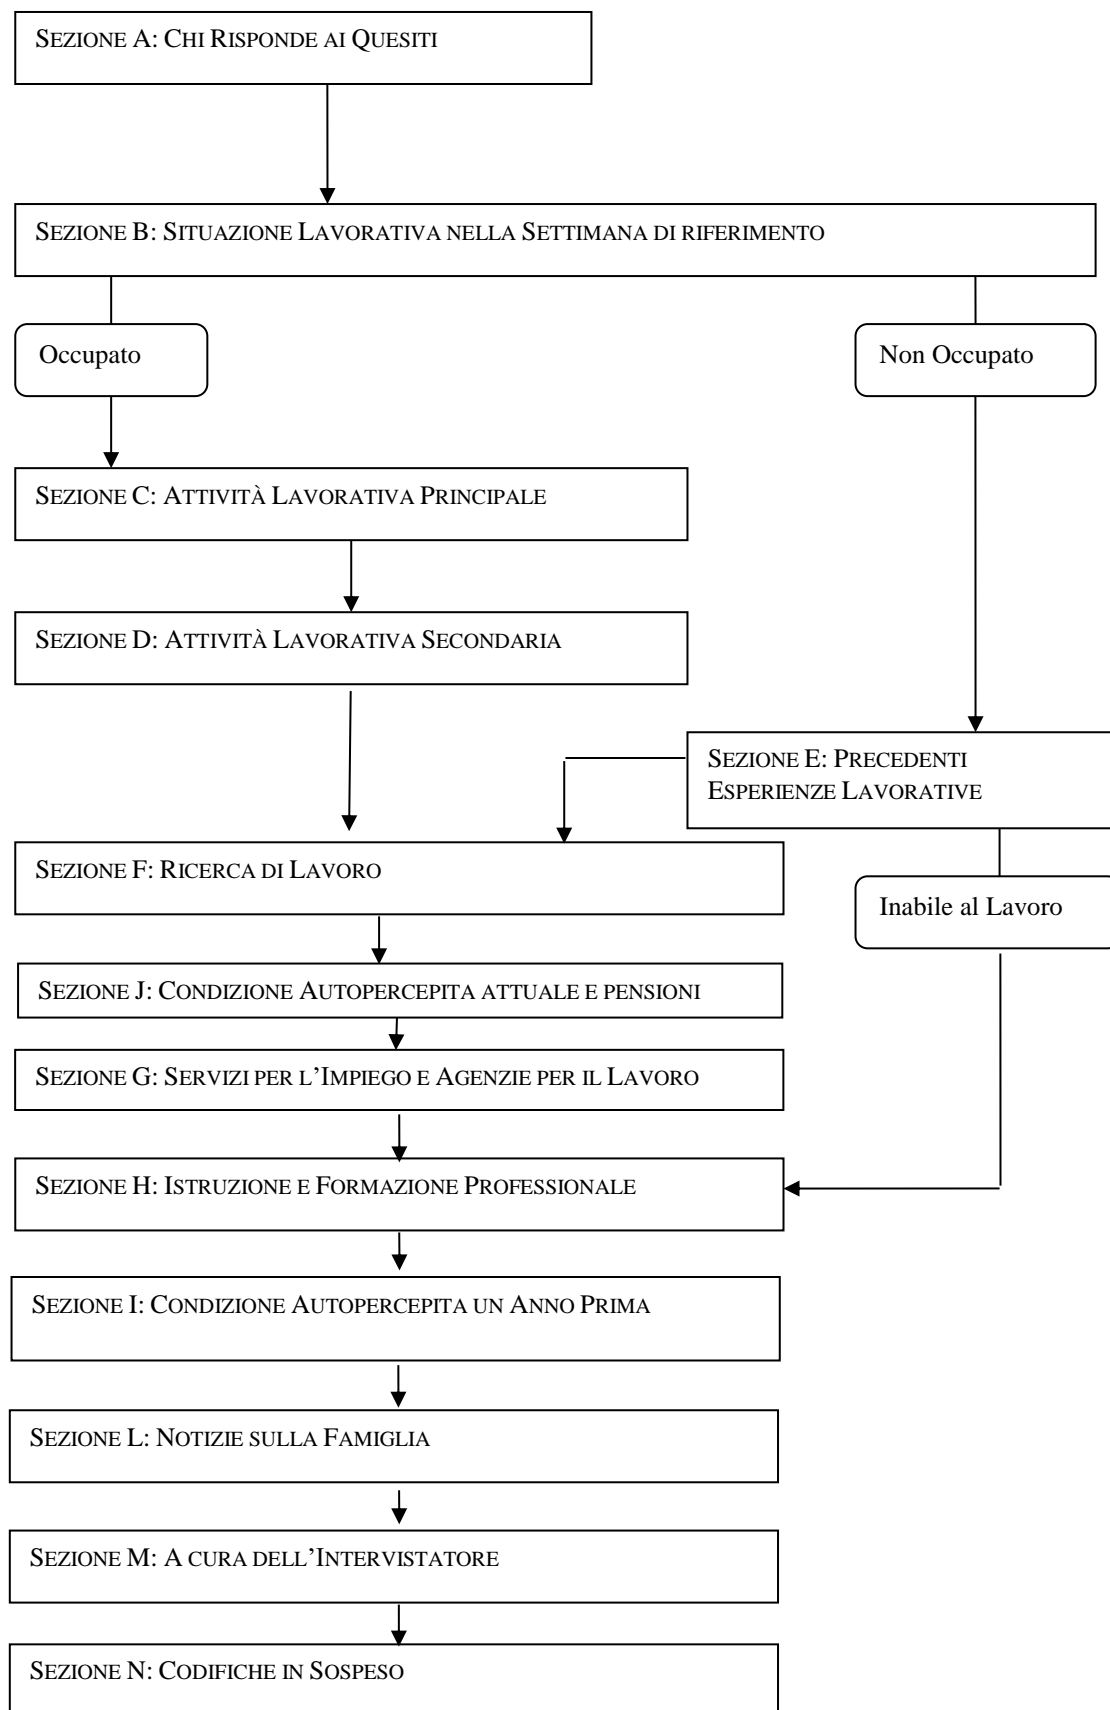 SEZIONE A: CHI RISPONDE AI QUESITI
SEZIONE B: SITUAZIONE LAVORATIVA NELLA SETTIMANA DI RIFERIMENTO
Occupato
Non Occupato
SEZIONE C: ATTIVITÀ LAVORATIVA PRINCIPALE
SEZIONE D: ATTIVITÀ LAVORATIVA SECONDARIA
SEZIONE E: PRECEDENTI
ESPERIENZE LAVORATIVE
SEZIONE F: RICERCA DI LAVORO
Inabile al Lavoro
SEZIONE J: CONDIZIONE AUTOPERCEPITA ATTUALE E PENSIONI
SEZIONE G: SERVIZI PER L’IMPIEGO E AGENZIE PER IL LAVORO
SEZIONE H: ISTRUZIONE E FORMAZIONE PROFESSIONALE
SEZIONE I: CONDIZIONE AUTOPERCEPITA UN ANNO PRIMA
SEZIONE L: NOTIZIE SULLA FAMIGLIA
SEZIONE M: A CURA DELL’INTERVISTATORE
SEZIONE N: CODIFICHE IN SOSPESO